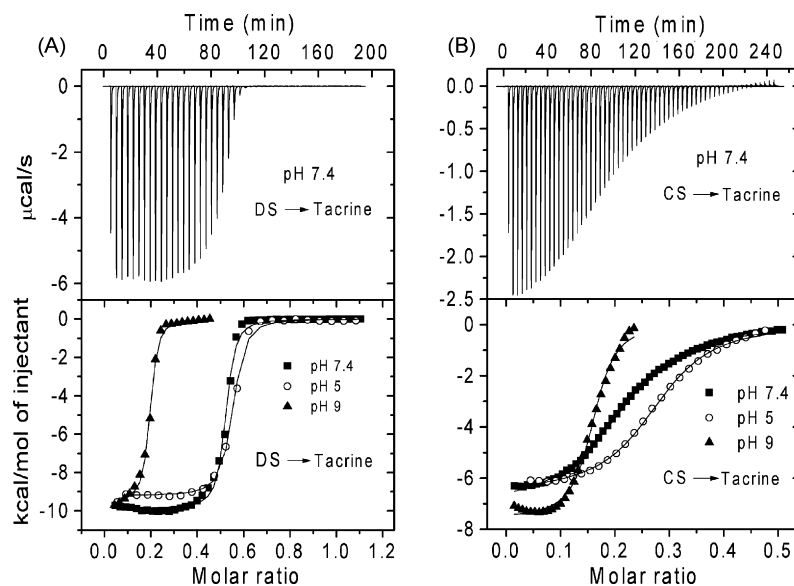 (A)
Time (min)
0 40 80 120 160 200
0
-2
-4
-6
μcal/s
pH 7.4
DS → Tacrine
0
-2
-4
-6
-8
-10
kcal/mol of injectant
pH 7.4
pH 5
pH 9
DS → Tacrine
0.0 0.2 0.4 0.6 0.8 1.0 1.2
Molar ratio
(B)
Time (min)
0 40 80 120 160 200 240
0.0
-0.5
-1.0
-1.5
-2.0
-2.5
pH 7.4
CS → Tacrine
0
-2
-4
-6
-8
pH 7.4
pH 5
pH 9
CS → Tacrine
0.0 0.1 0.2 0.3 0.4 0.5
Molar ratio